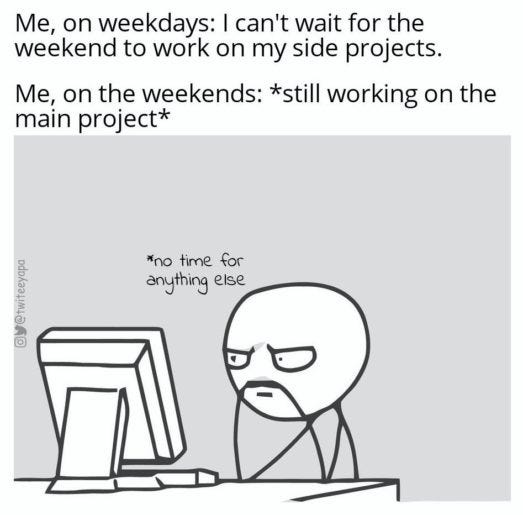 Me, on weekdays: I can't wait for the
weekend to work on my side projects.
Me, on the weekends: *still working on the
main project*
*no time for
anything else
@twiteeyapa